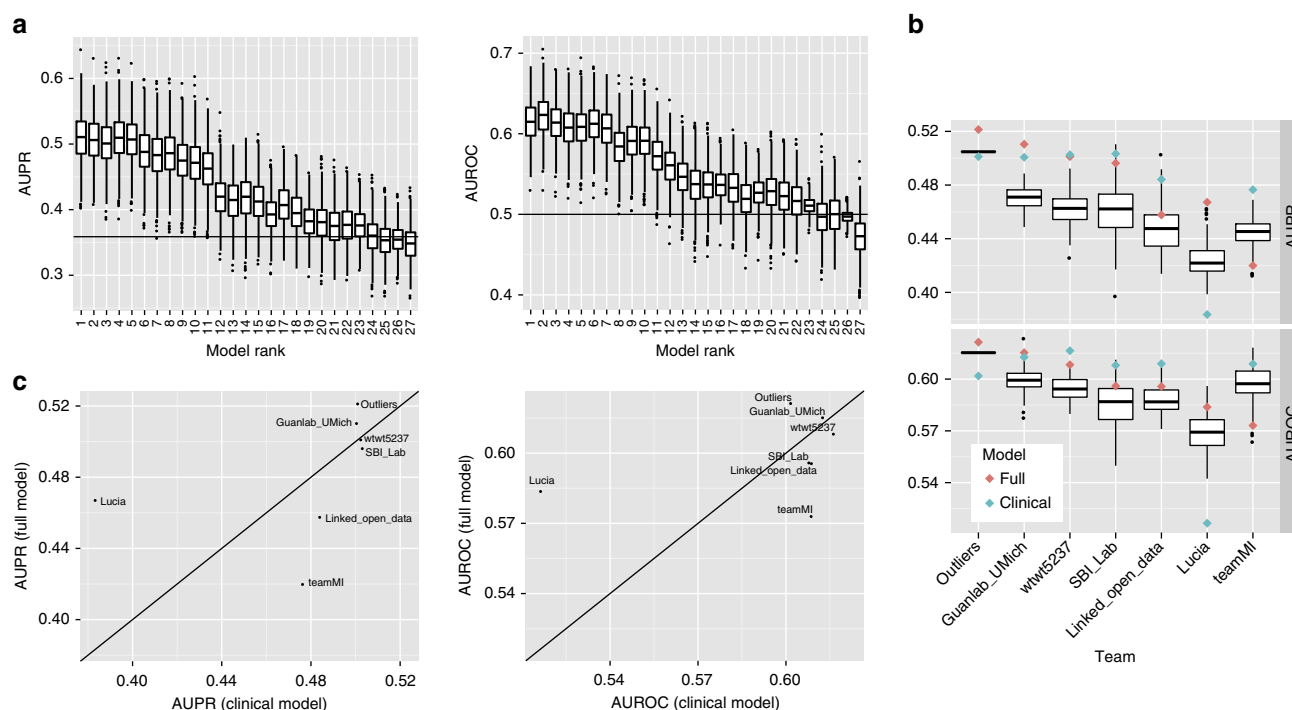 a
0.6
0.5
0.4
0.3
AUPR
1 2 3 4 5 6 7 8 9 10 11 12 13 14 15 16 17 18 19 20 21 22 23 24 25 26 27
Model rank
0.7
0.6
0.5
0.4
AUROC
1 2 3 4 5 6 7 8 9 10 11 12 13 14 15 16 17 18 19 20 21 22 23 24 25 26 27
Model rank
b
0.52
0.48
0.44
0.40
AUPR
0.60
0.57
0.54
AUROC
Model
Full
Clinical
Outliers
Guanlab_UMich
wtwt5237
SBI_Lab
Linked_open_data
Lucia
teamMI
Team
c
0.52
0.48
0.44
0.40
AUPR (full model)
Outliers
Guanlab_UMich
wtwt5237
SBI_Lab
Lucia
Linked_open_data
teamMI
0.40 0.44 0.48 0.52
AUPR (clinical model)
0.60
0.57
0.54
AUROC (full model)
Outliers
Guanlab_UMich
wtwt5237
SBI_Lab
Linked_open_data
Lucia
teamMI
0.54 0.57 0.60
AUROC (clinical model)